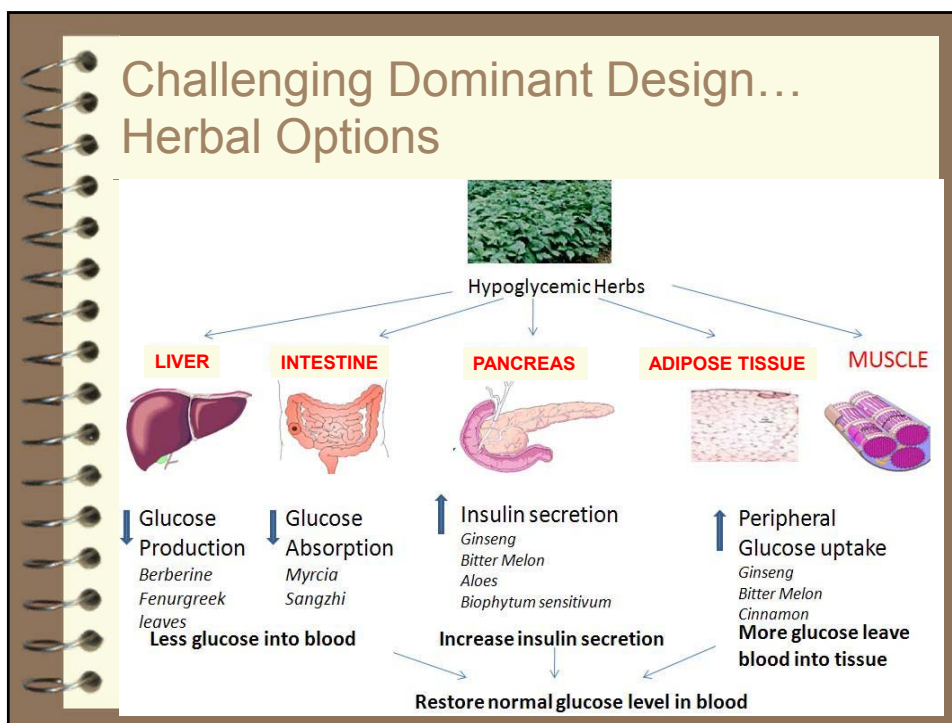 Challenging Dominant Design…
Herbal Options
Hypoglycemic Herbs
LIVER
INTESTINE
PANCREAS
ADIPOSE TISSUE
MUSCLE
Glucose
Production
Berberine
Fenurgreek
leaves
Glucose
Absorption
Myrcia
Sangzhi
Less glucose into blood
Insulin secretion
Ginseng
Bitter Melon
Aloes
Biophytum sensitivum
Increase insulin secretion
Peripheral
Glucose uptake
Ginseng
Bitter Melon
Cinnamon
More glucose leave
blood into tissue
Restore normal glucose level in blood